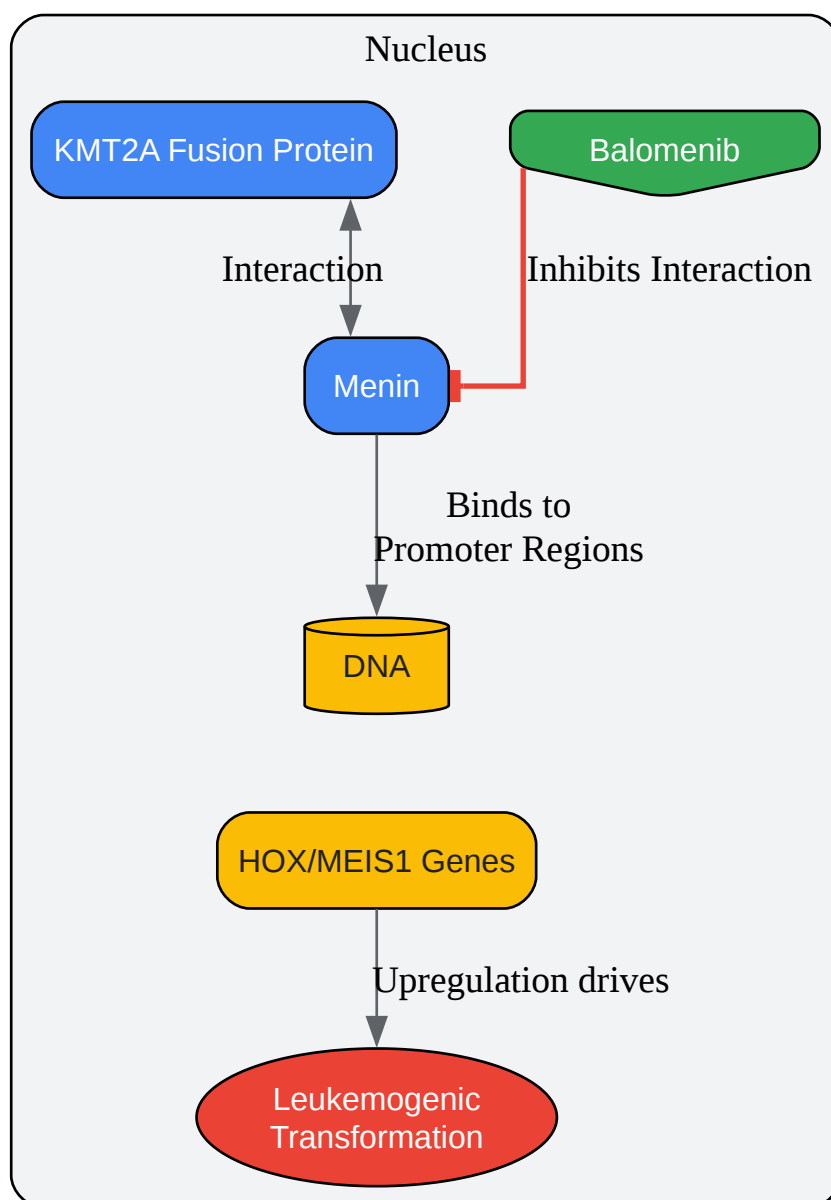 Nucleus
KMT2A Fusion Protein
Balomenib
Interaction
Inhibits Interaction
Menin
Binds to
Promoter Regions
DNA
HOX/MEIS1 Genes
Upregulation drives
Leukemogenic
Transformation